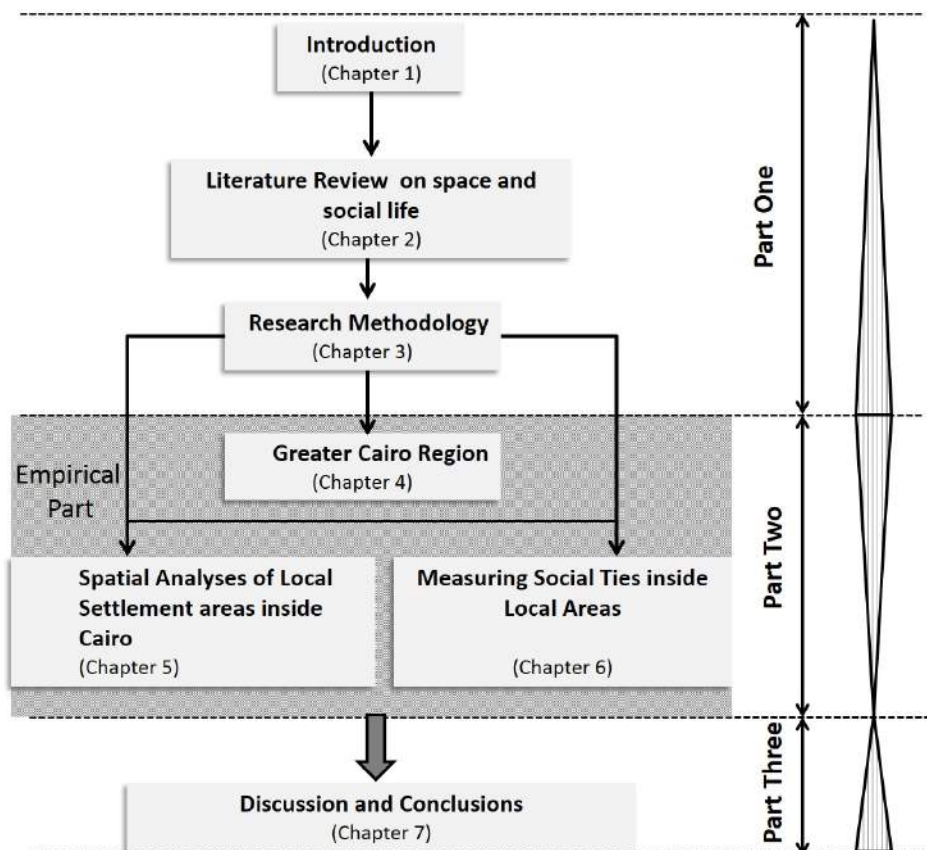 Introduction
(Chapter 1)
Literature Review on space and
social life
(Chapter 2)
Research Methodology
(Chapter 3)
Greater Cairo Region
(Chapter 4)
Empirical
Part
Spatial Analyses of Local
Settlement areas inside
Cairo
(Chapter 5)
Measuring Social Ties inside
Local Areas
(Chapter 6)
Discussion and Conclusions
(Chapter 7)
Part One
Part Two
Part Three